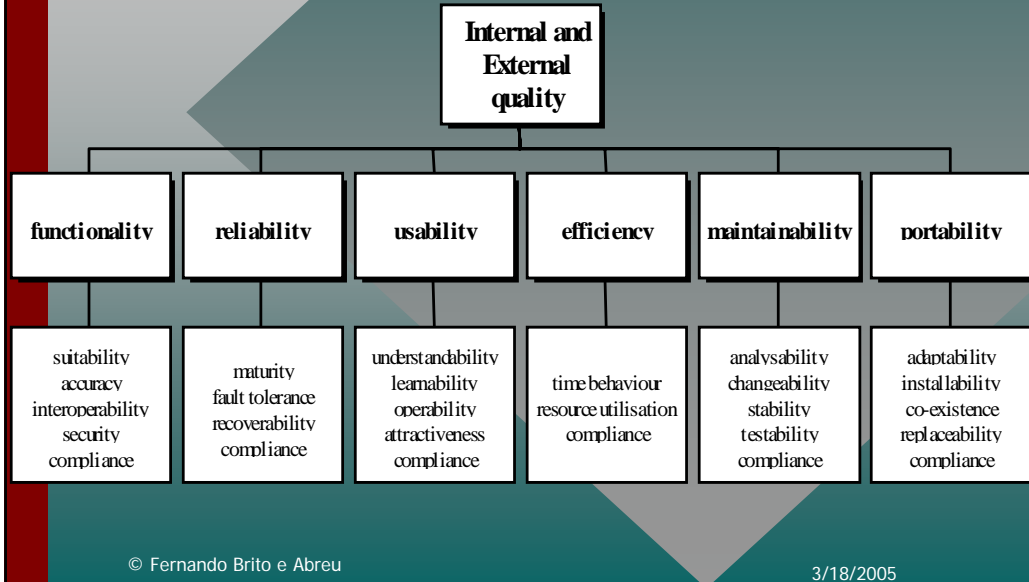 Internal and
External
quality
functionality
reliability
usability
efficiency
maintainability
portability
suitability
accuracy
interoperability
security
compliance
maturity
fault tolerance
recoverability
compliance
understandability
learnability
operability
attractiveness
compliance
time behaviour
resource utilisation
compliance
analysability
changeability
stability
testability
compliance
adaptability
installability
co-existence
replaceability
compliance
© Fernando Brito e Abreu
3/18/2005